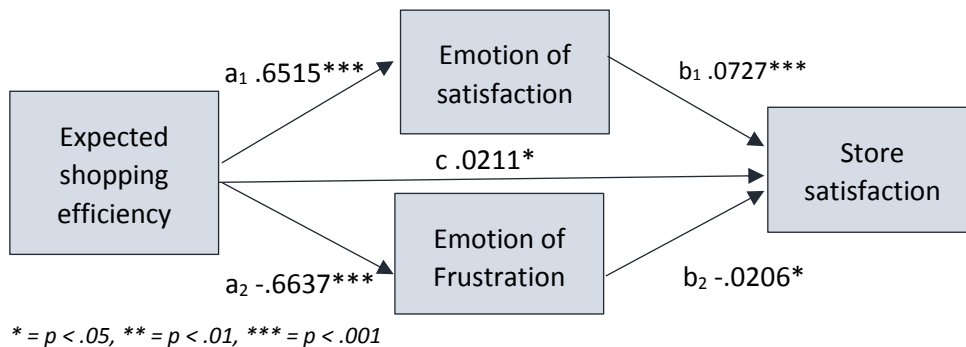 Emotion of
satisfaction
a₁ .6515***
b₁ .0727***
Expected
shopping
efficiency
c .0211*
Store
satisfaction
Emotion of
Frustration
a₂ -.6637***
b₂ -.0206*
* = p < .05, ** = p < .01, *** = p < .001